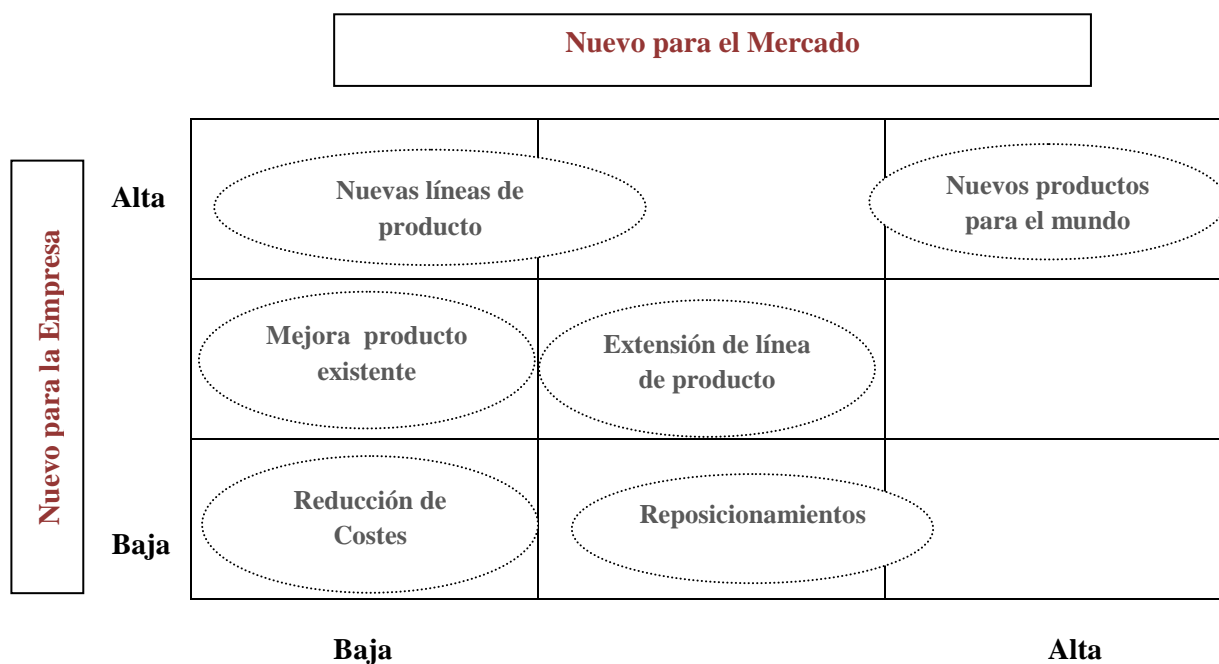 Nuevo para el Mercado
Nuevo para la Empresa
Alta
Nuevas líneas de
producto
Nuevos productos
para el mundo
Mejora producto
existente
Extensión de línea
de producto
Baja
Reducción de
Costes
Reposicionamientos
Baja
Alta